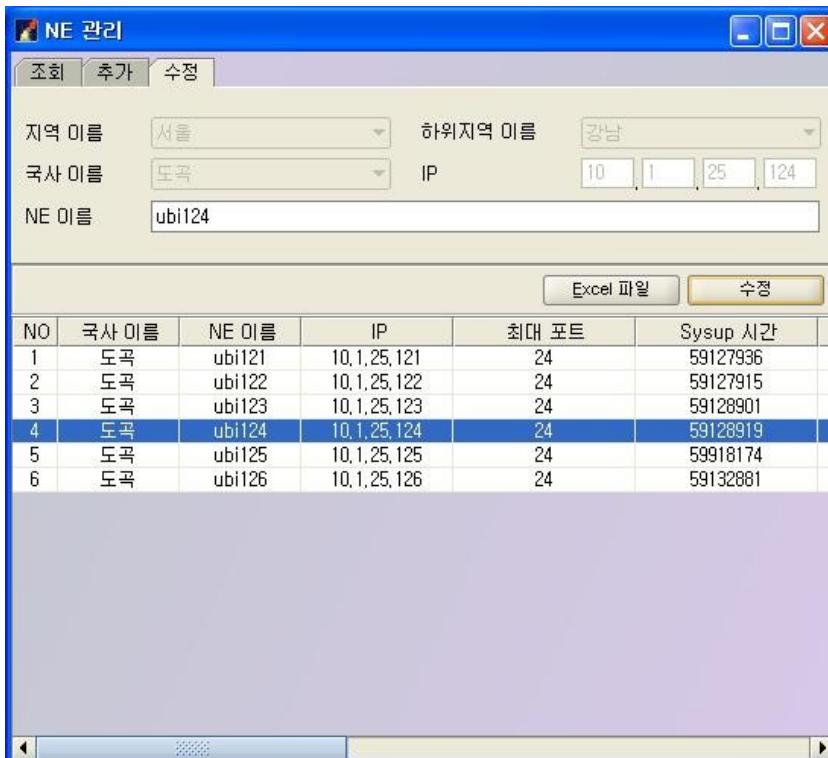 NE 관리
조회 추가 수정
지역 이름 서울 하위지역 이름 강남
국사 이름 도곡 IP 10 . 1 . 25 . 124
NE 이름 ubi124
Excel 파일 수정
NO 국사 이름 NE 이름 IP 최대 포트 Sysup 시간
1 도곡 ubi121 10,1,25,121 24 59127936
2 도곡 ubi122 10,1,25,122 24 59127915
3 도곡 ubi123 10,1,25,123 24 59128901
4 도곡 ubi124 10,1,25,124 24 59128919
5 도곡 ubi125 10,1,25,125 24 59918174
6 도곡 ubi126 10,1,25,126 24 59132881